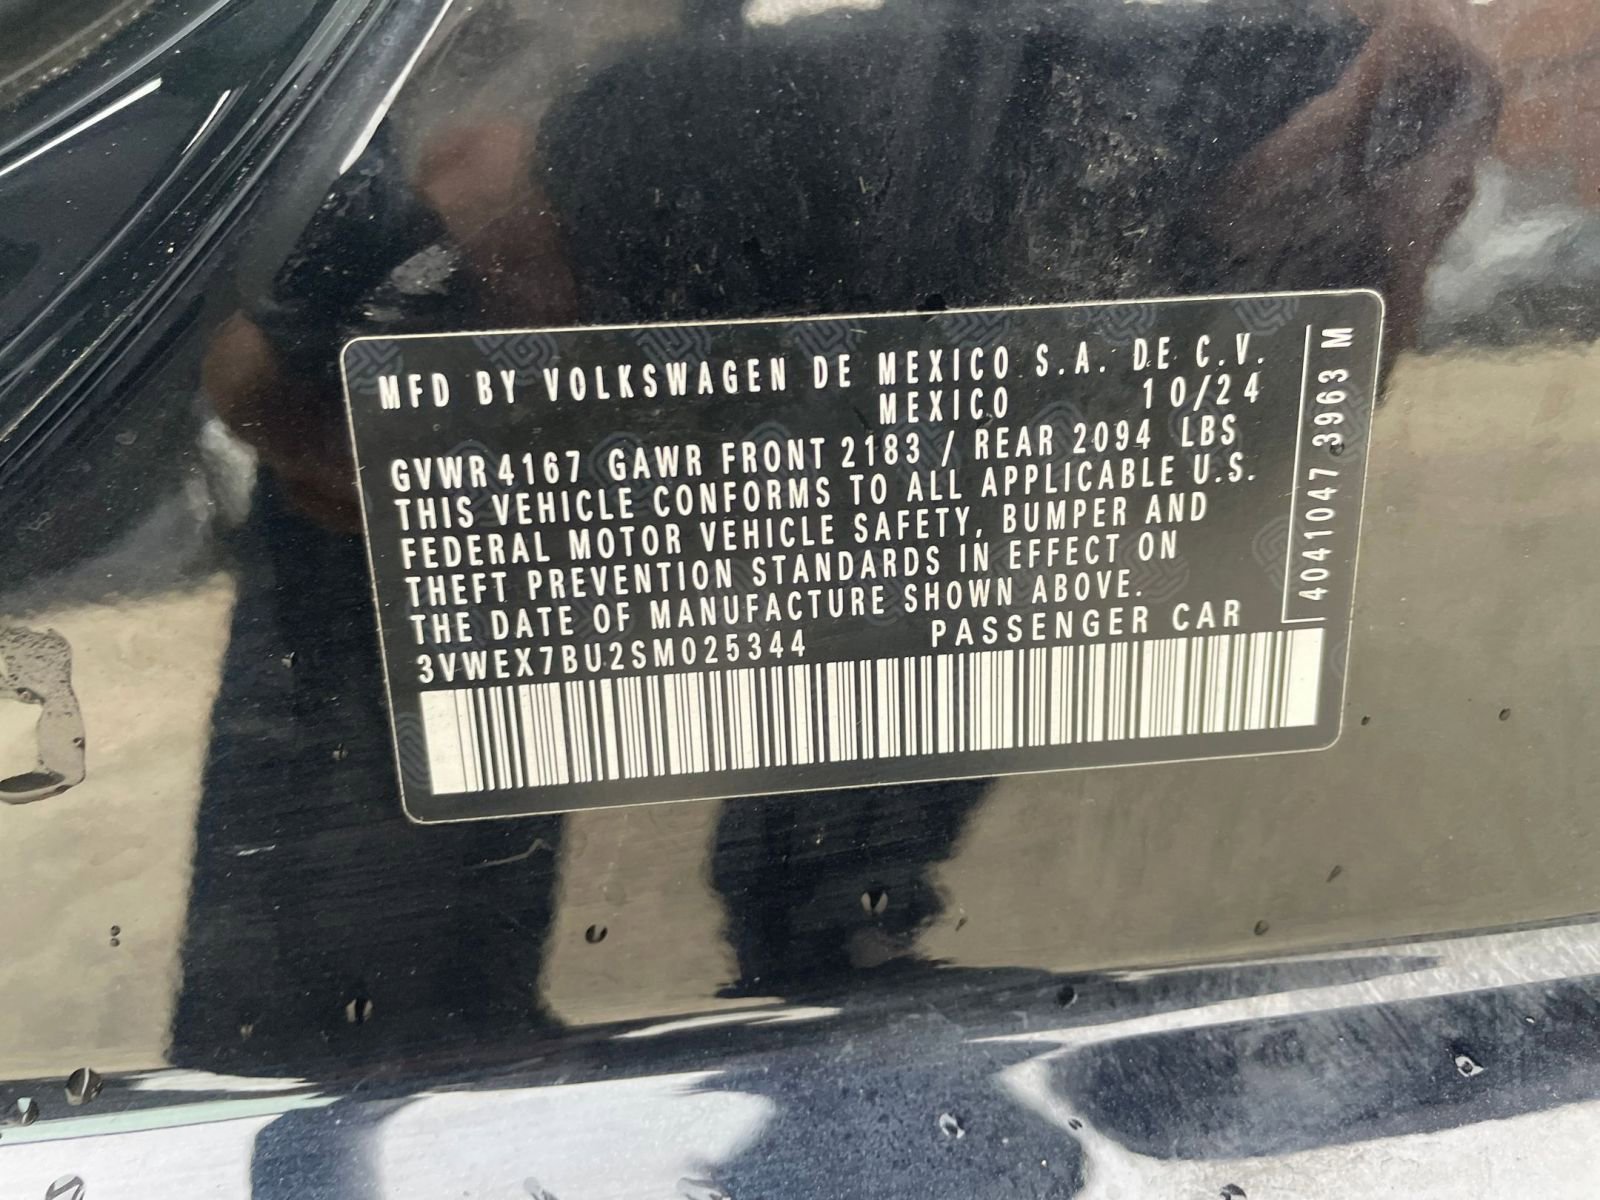 MFD BY VOLKSWAGEN DE MEXICO S.A. DE C.V.
MEXICO 10/24
GVWR 4167 GAWR FRONT 2183 / REAR 2094 LBS
THIS VEHICLE CONFORMS TO ALL APPLICABLE U.S.
FEDERAL MOTOR VEHICLE SAFETY, BUMPER AND
THEFT PREVENTION STANDARDS IN EFFECT ON
THE DATE OF MANUFACTURE SHOWN ABOVE.
3VWEX7BU2SM025344 PASSENGER CAR
4041047 3963 M